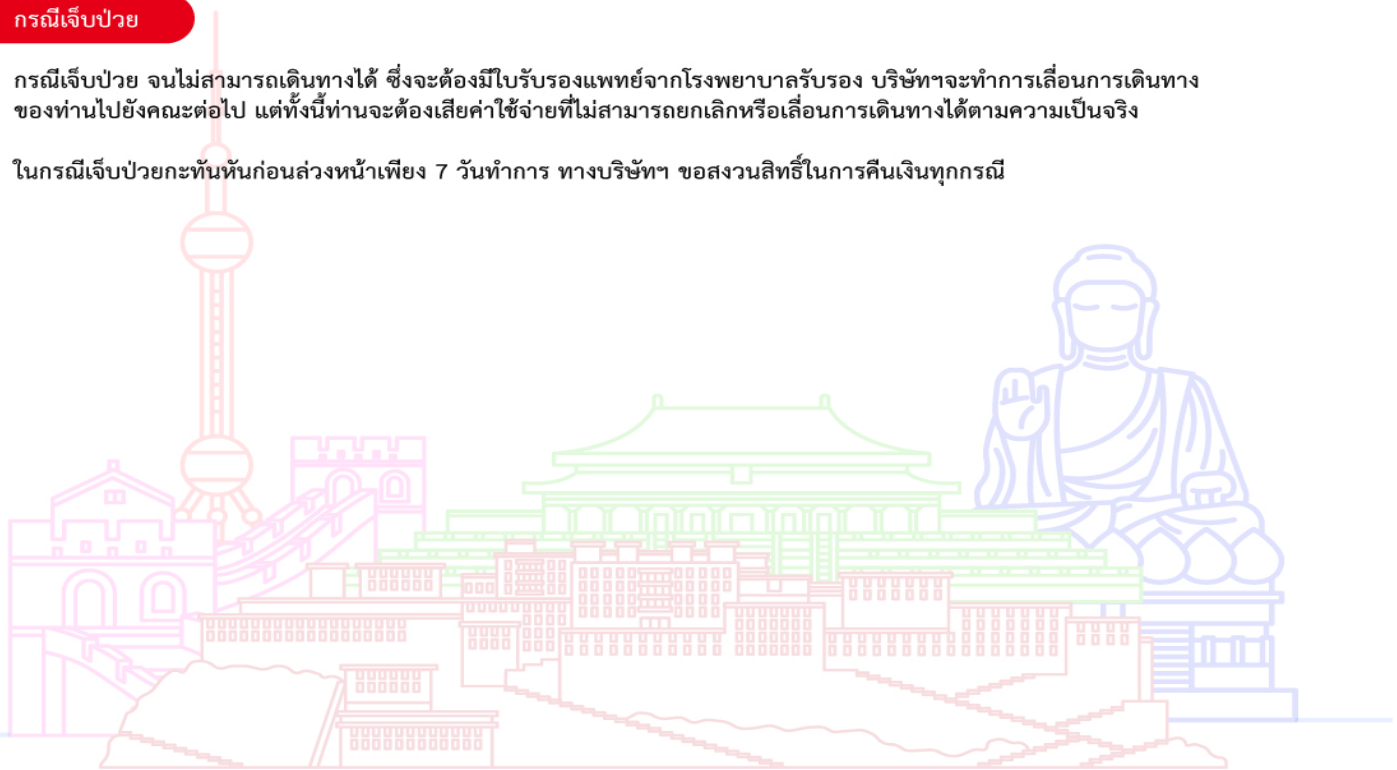 กรณีเจ็บป่วย
กรณีเจ็บป่วย จนไม่สามารถเดินทางได้ ซึ่งจะต้องมีใบรับรองแพทย์จากโรงพยาบาลรับรอง บริษัทฯจะทำการเลื่อนการเดินทาง
ของท่านไปยังคณะต่อไป แต่ทั้งนี้ท่านจะต้องเสียค่าใช้จ่ายที่ไม่สามารถยกเลิกหรือเลื่อนการเดินทางได้ตามความเป็นจริง
ในกรณีเจ็บป่วยกะทันหันก่อนล่วงหน้าเพียง 7 วันทำการ ทางบริษัทฯ ขอสงวนสิทธิ์ในการคืนเงินทุกกรณี